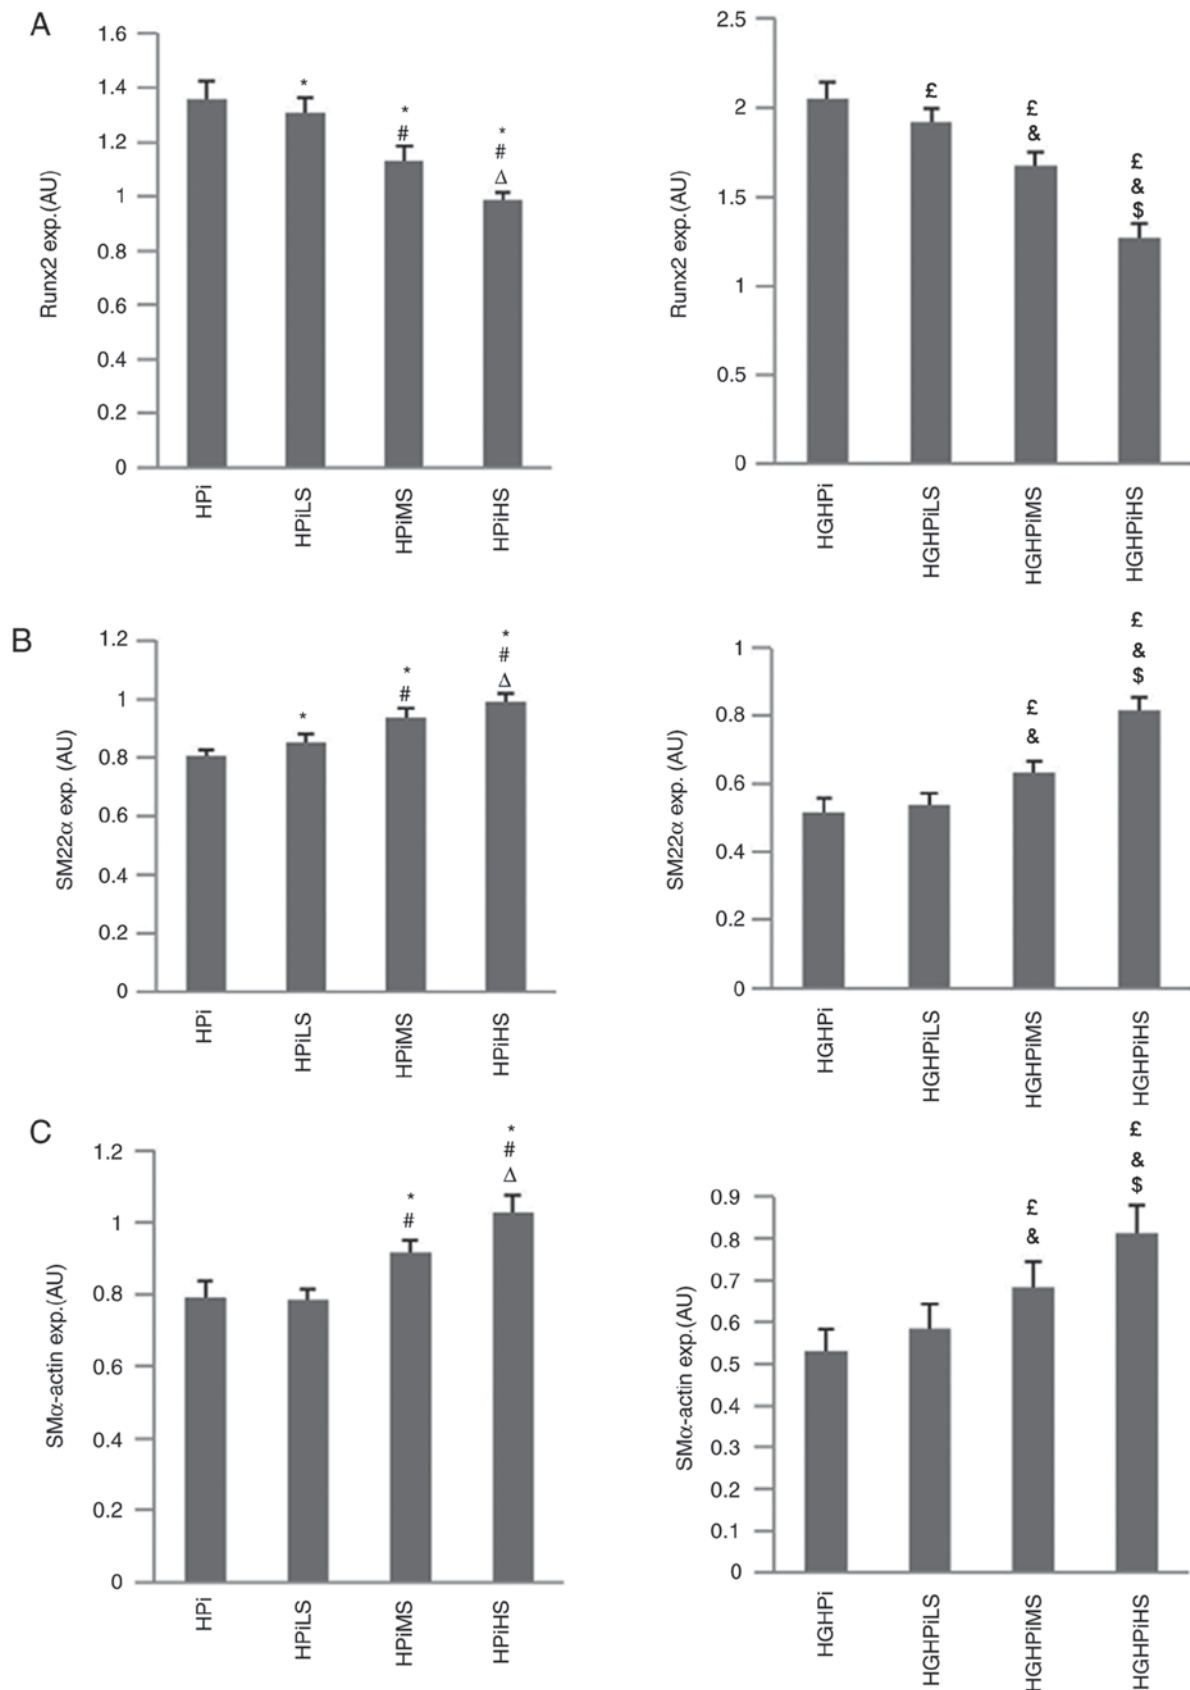 A
Runx2 exp.(AU)
1.6
1.4
1.2
1
0.8
0.6
0.4
0.2
0
*
*
#
*
#
Δ
HPi
HPiLS
HPiMS
HPiHS
Runx2 exp.(AU)
2.5
2
1.5
1
0.5
0
£
£
&
£
&
$
HGHPi
HGHPiLS
HGHPiMS
HGHPiHS
B
SM22α exp. (AU)
1.2
1
0.8
0.6
0.4
0.2
0
*
*
#
*
#
Δ
HPi
HPiLS
HPiMS
HPiHS
SM22α exp. (AU)
1
0.8
0.6
0.4
0.2
0
£
&
£
&
$
HGHPi
HGHPiLS
HGHPiMS
HGHPiHS
C
SMα-actin exp.(AU)
1.2
1
0.8
0.6
0.4
0.2
0
*
#
*
#
Δ
HPi
HPiLS
HPiMS
HPiHS
SMα-actin exp.(AU)
0.9
0.8
0.7
0.6
0.5
0.4
0.3
0.2
0.1
0
£
&
£
&
$
HGHPi
HGHPiLS
HGHPiMS
HGHPiHS